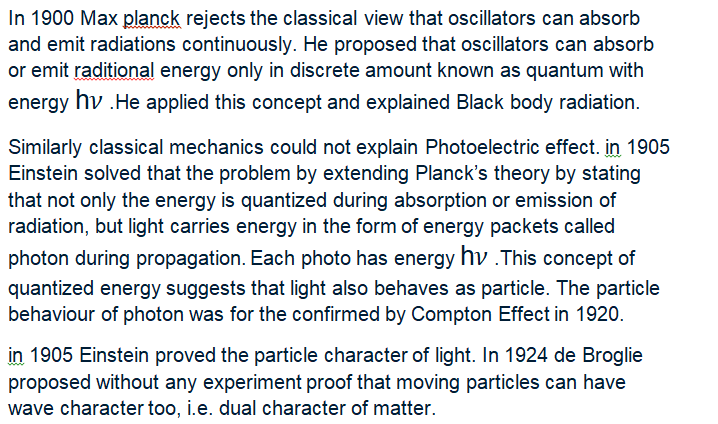 In 1900 Max planck rejects the classical view that oscillators can absorb
and emit radiations continuously. He proposed that oscillators can absorb
or emit raditional energy only in discrete amount known as quantum with
energy hν .He applied this concept and explained Black body radiation.
Similarly classical mechanics could not explain Photoelectric effect. in 1905
Einstein solved that the problem by extending Planck's theory by stating
that not only the energy is quantized during absorption or emission of
radiation, but light carries energy in the form of energy packets called
photon during propagation. Each photo has energy hν .This concept of
quantized energy suggests that light also behaves as particle. The particle
behaviour of photon was for the confirmed by Compton Effect in 1920.
in 1905 Einstein proved the particle character of light. In 1924 de Broglie
proposed without any experiment proof that moving particles can have
wave character too, i.e. dual character of matter.